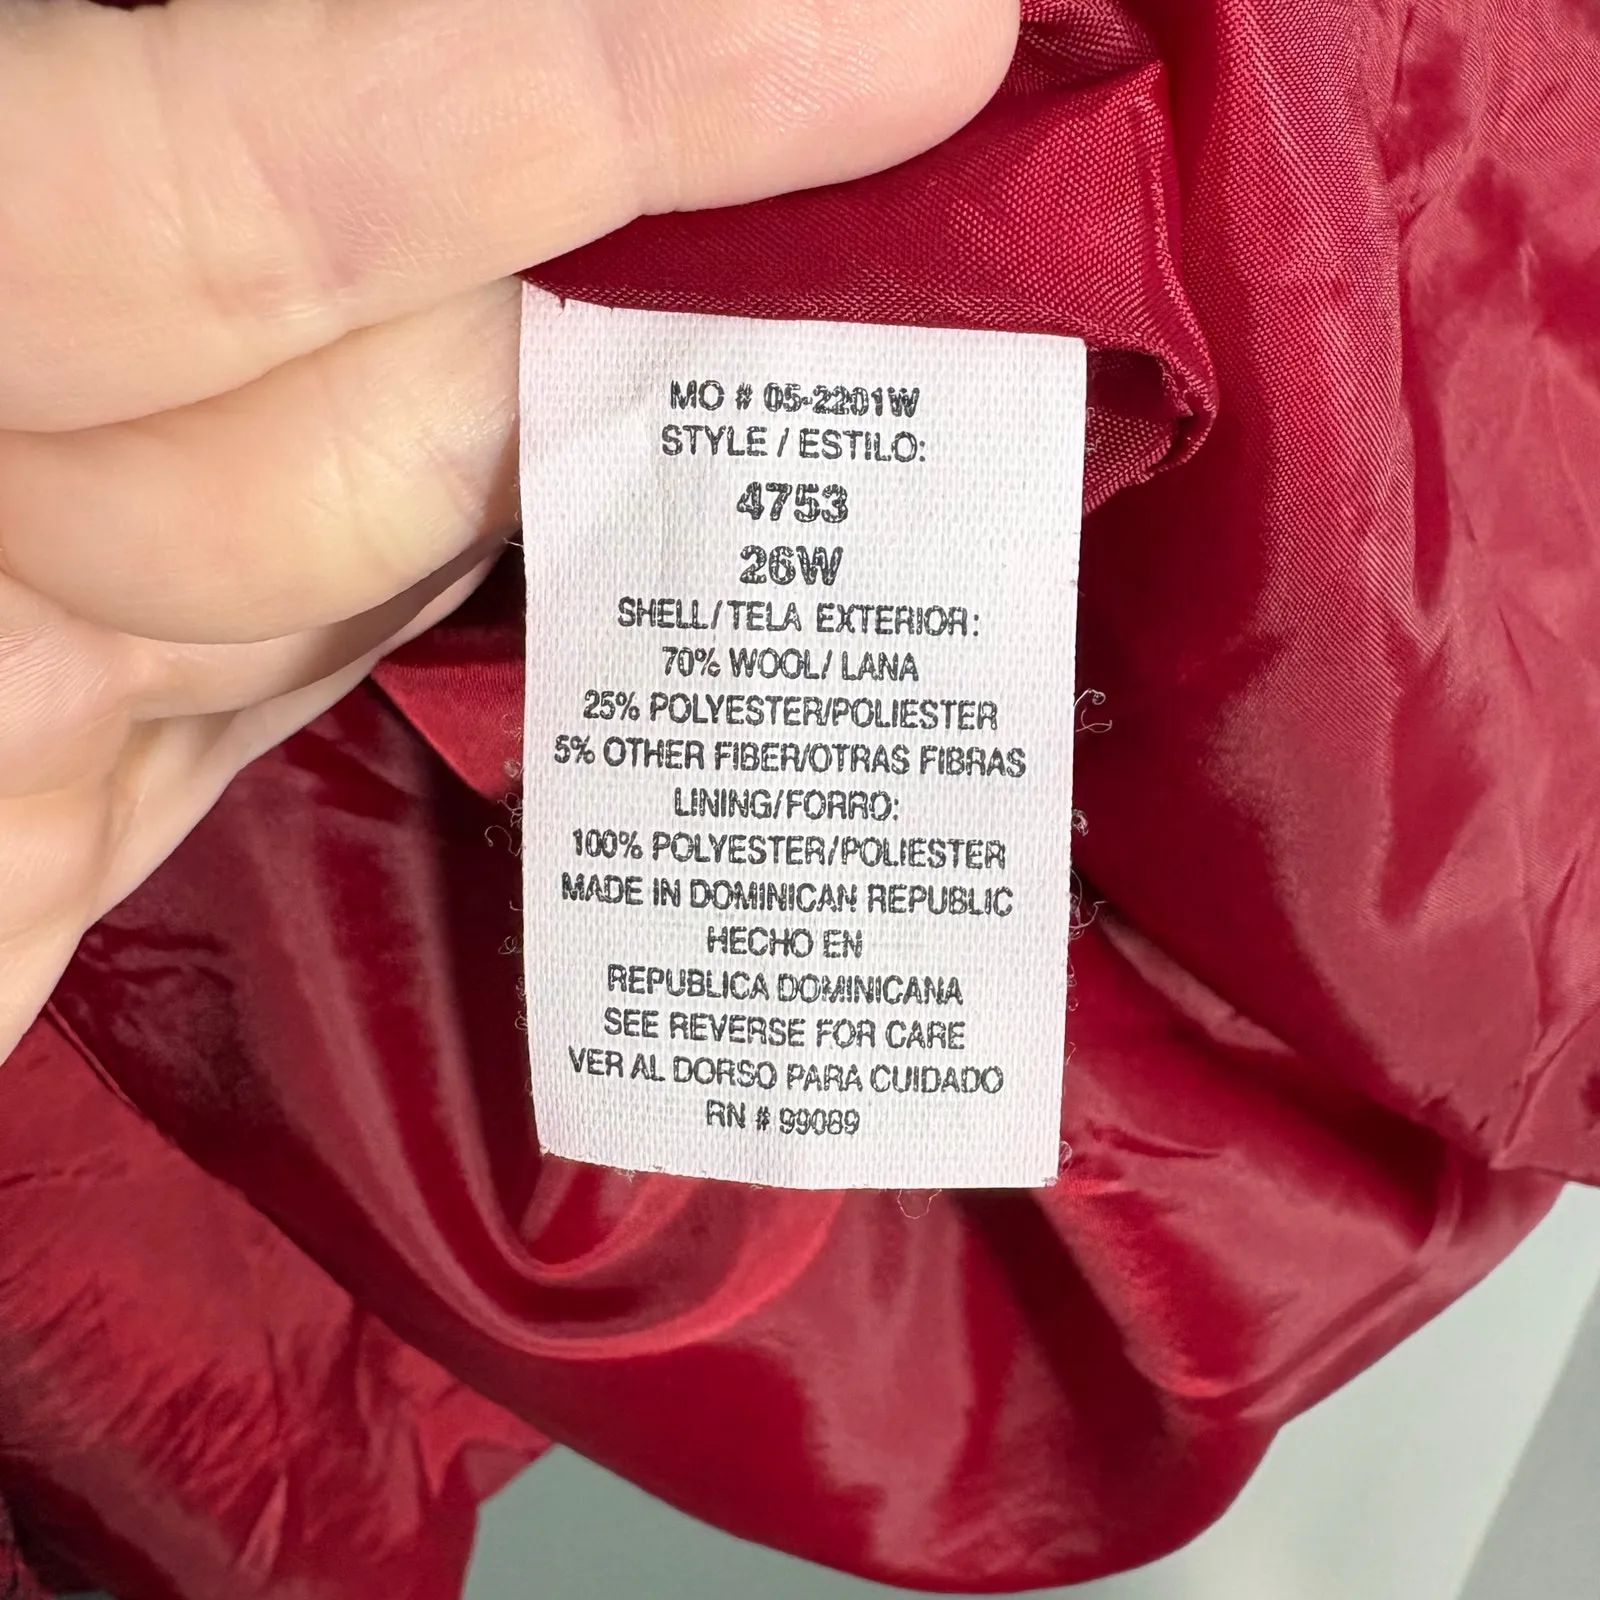 MO # 05-2201W
STYLE / ESTILO:
4753
26W
SHELL/TELA EXTERIOR:
70% WOOL/ LANA
25% POLYESTER/POLIESTER
5% OTHER FIBER/OTRAS FIBRAS
LINING/FORRO:
100% POLYESTER/POLIESTER
MADE IN DOMINICAN REPUBLIC
HECHO EN
REPUBLICA DOMINICANA
SEE REVERSE FOR CARE
VER AL DORSO PARA CUIDADO
RN # 99089